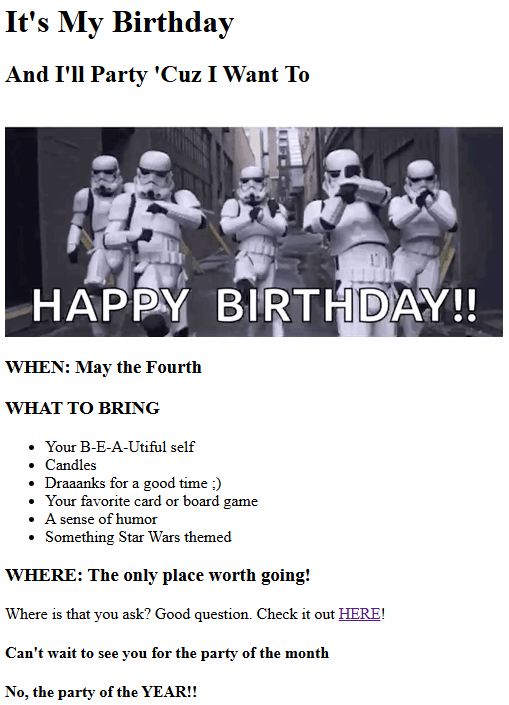 It's My Birthday
And I'll Party 'Cuz I Want To
HAPPY BIRTHDAY!!
WHEN: May the Fourth
WHAT TO BRING
Your B-E-A-Utiful self
Candles
Draaanks for a good time ;)
Your favorite card or board game
A sense of humor
Something Star Wars themed
WHERE: The only place worth going!
Where is that you ask? Good question. Check it out HERE!
Can't wait to see you for the party of the month
No, the party of the YEAR!!